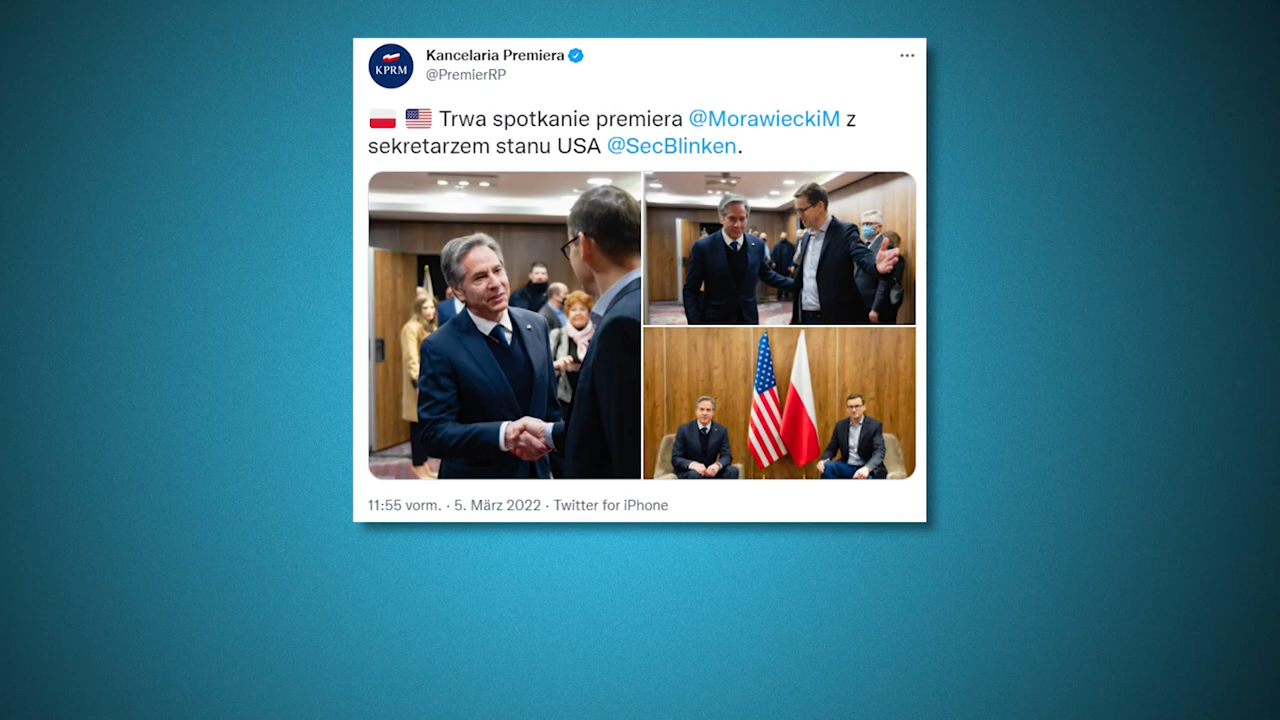 KPRM
Kancelaria Premiera
@PremierRP
Trwa spotkanie premiera @MorawieckiM z
sekretarzem stanu USA @SecBlinken.
11:55 vorm. · 5. März 2022 · Twitter for iPhone